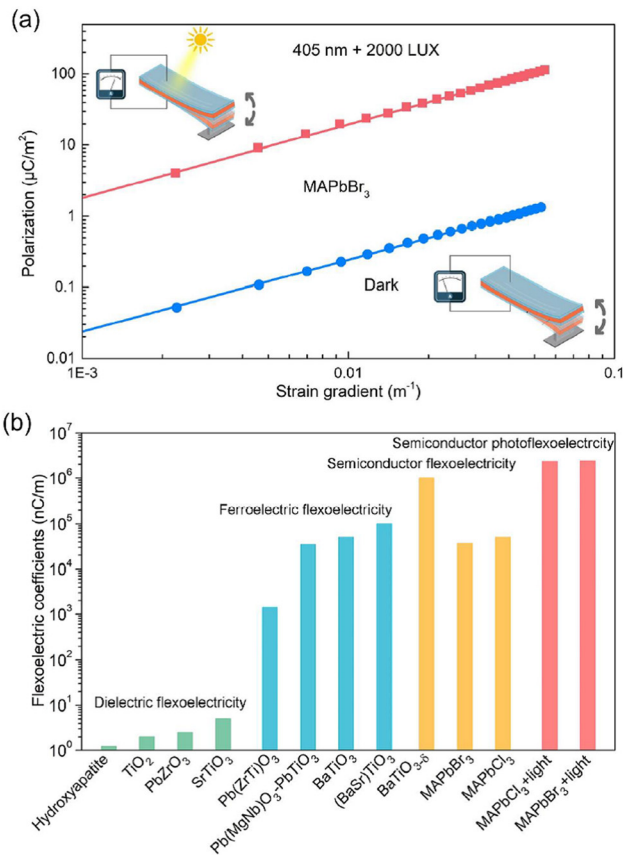 (a)
405 nm + 2000 LUX
MAPbBr₃
Dark
Polarization (μC/m²)
100
10
1
0.1
0.01
1E-3
0.01
0.1
Strain gradient (m⁻¹)
(b)
Semiconductor photoflexoelectrcity
Semiconductor flexoelectricity
Ferroelectric flexoelectricity
Dielectric flexoelectricity
Flexoelectric coefficients (nC/m)
10⁷
10⁶
10⁵
10⁴
10³
10²
10¹
10⁰
Hydroxyapatite
TiO₂
PbZrO₃
SrTiO₃
Pb(ZrTi)O₃
Pb(MgNb)O₃-PbTiO₃
BaTiO₃
(BaSr)TiO₃
BaTiO₃₋δ
MAPbBr₃
MAPbCl₃
MAPbCl₃+light
MAPbBr₃+light